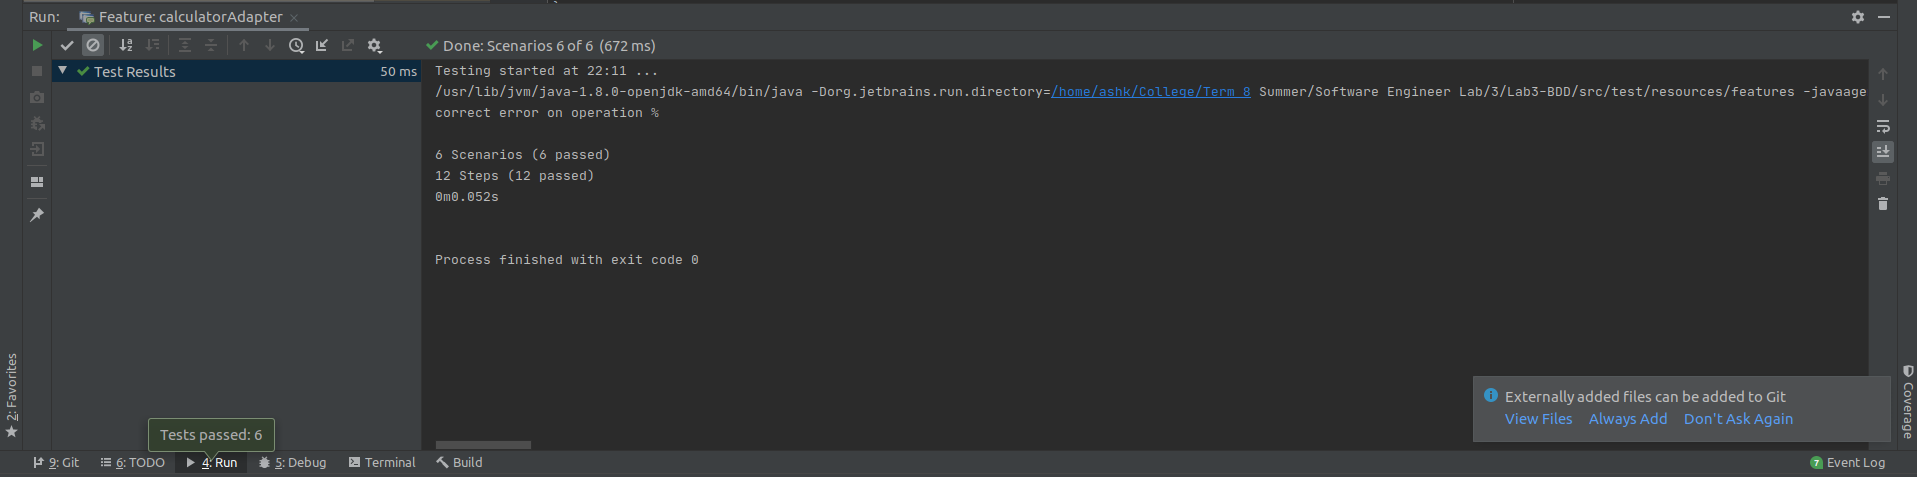 Run: Feature: calculatorAdapter
Done: Scenarios 6 of 6 (672 ms)
Test Results 50 ms
Testing started at 22:11 ...
/usr/lib/jvm/java-1.8.0-openjdk-amd64/bin/java -Dorg.jetbrains.run.directory=/home/ashk/College/Term 8 Summer/Software Engineer Lab/3/Lab3-BDD/src/test/resources/features -javaage
correct error on operation %
6 Scenarios (6 passed)
12 Steps (12 passed)
0m0.052s
Process finished with exit code 0
2: Favorites
Coverage
Externally added files can be added to Git
View Files Always Add Don't Ask Again
Tests passed: 6
9: Git 6: TODO 4: Run 5: Debug Terminal Build 7 Event Log